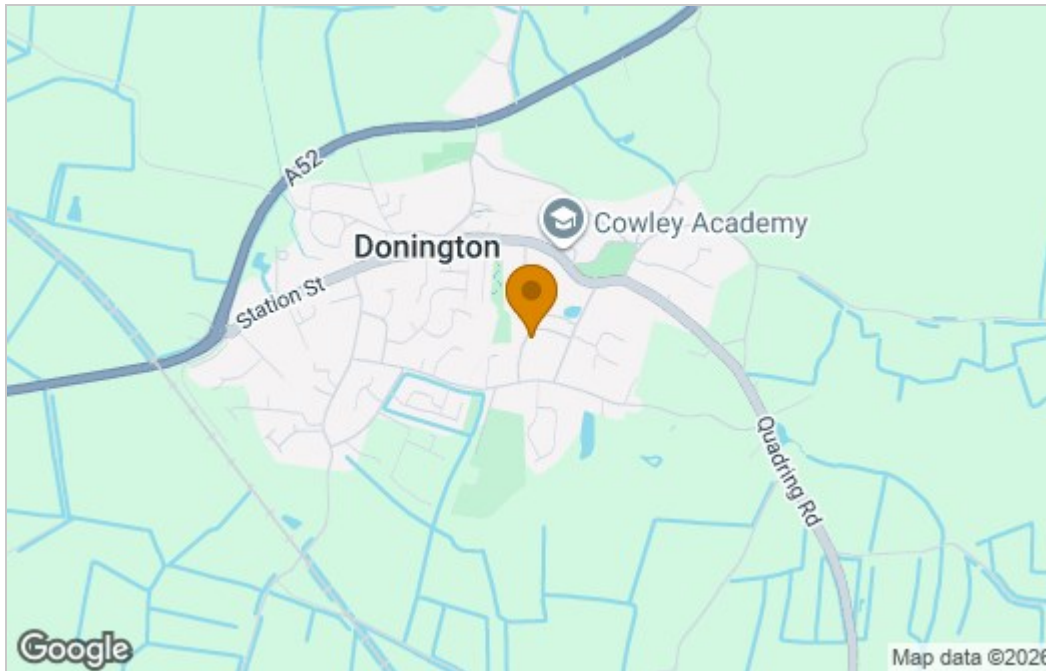 A52
Cowley Academy
Donington
Station St
Quadring Rd
Google
Map data ©2026